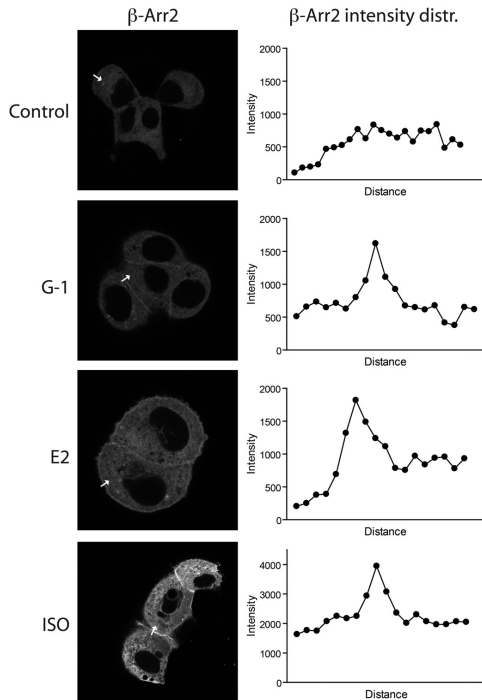 β-Arr2
β-Arr2 intensity distr.
Control
2000
1500
1000
500
0
Intensity
Distance
G-1
2000
1500
1000
500
0
Intensity
Distance
E2
2000
1500
1000
500
0
Intensity
Distance
ISO
4000
3000
2000
1000
0
Intensity
Distance